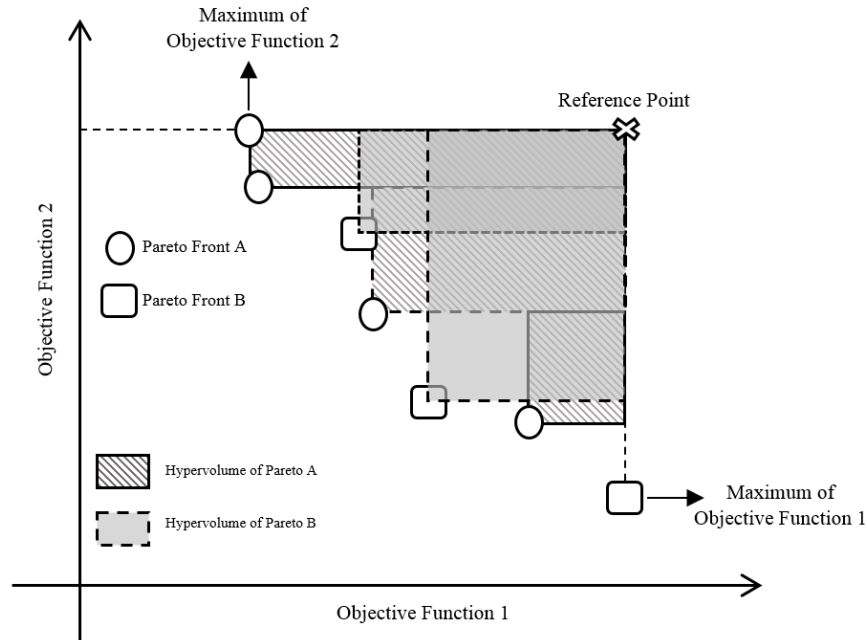 Maximum of
Objective Function 2
Reference Point
Objective Function 2
Pareto Front A
Pareto Front B
Hypervolume of Pareto A
Hypervolume of Pareto B
Maximum of
Objective Function 1
Objective Function 1